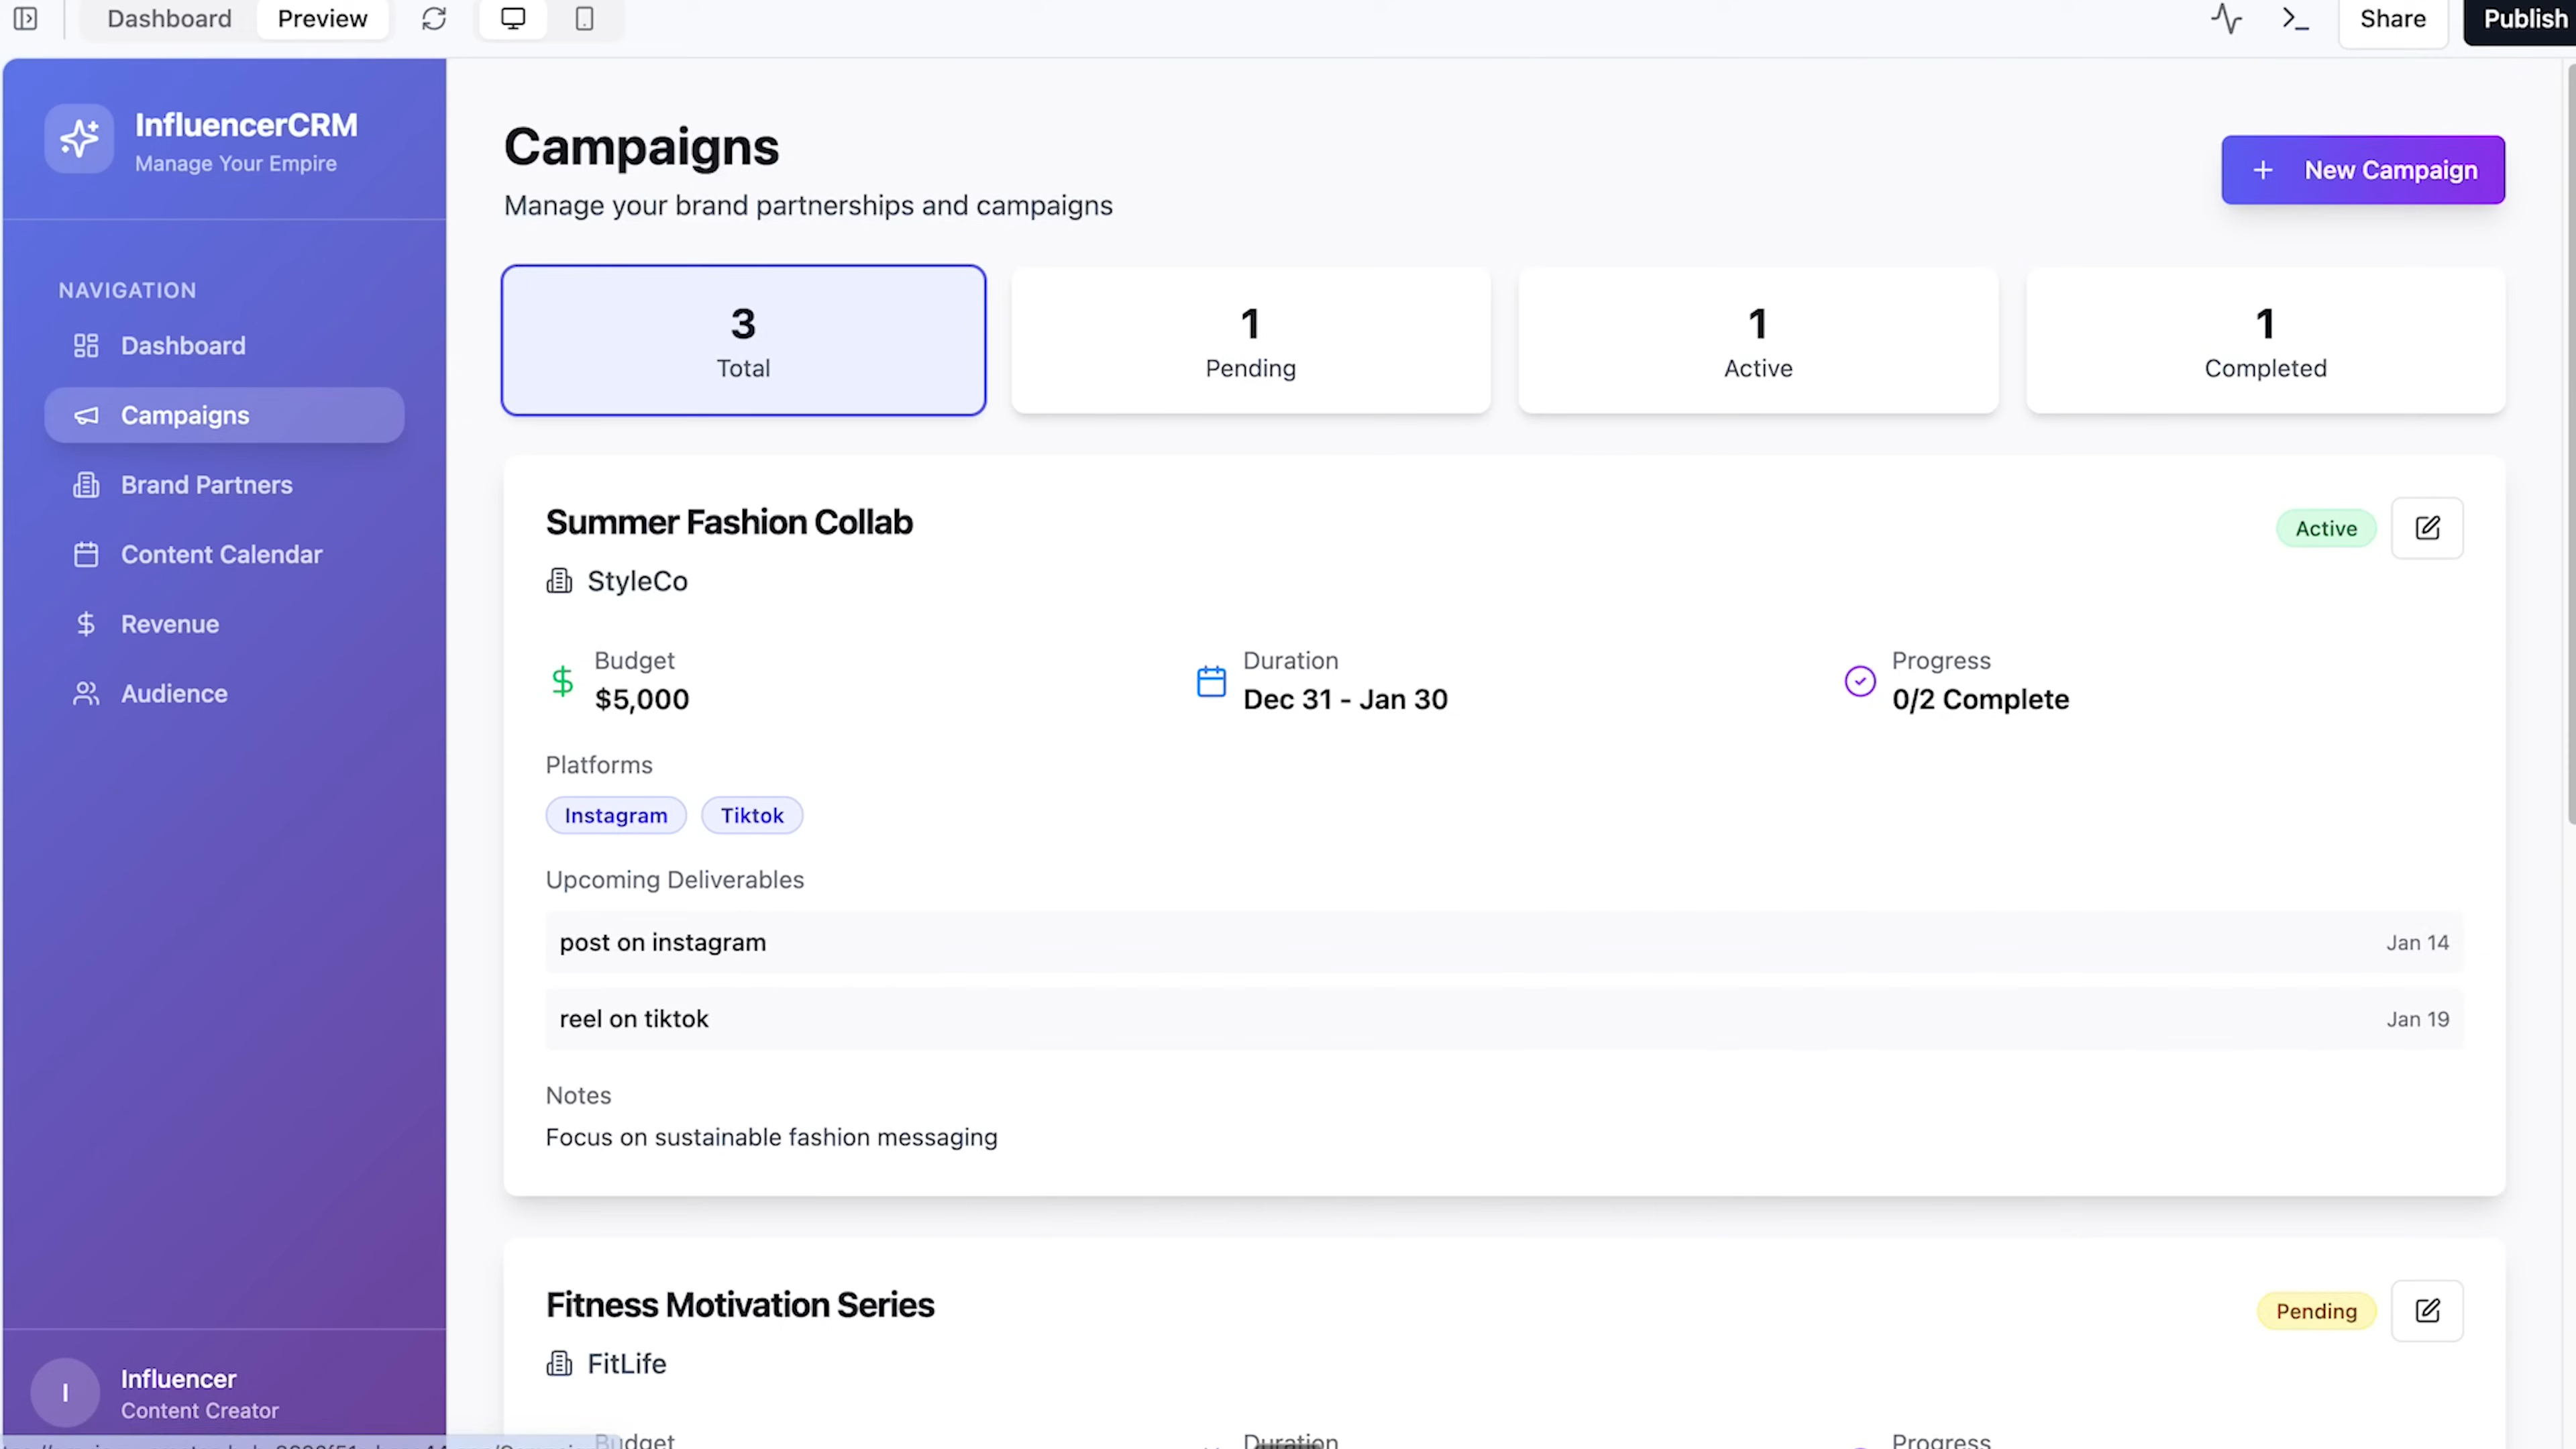 Dashboard Preview Share Publish
InfluencerCRM
Manage Your Empire
NAVIGATION
Dashboard
Campaigns
Brand Partners
Content Calendar
Revenue
Audience
Influencer
I
Content Creator
Campaigns
Manage your brand partnerships and campaigns
New Campaign
3
Total
1
Pending
1
Active
1
Completed
Summer Fashion Collab
Active
StyleCo
Budget
$5,000
Duration
Dec 31 - Jan 30
Progress
0/2 Complete
Platforms
Instagram Tiktok
Upcoming Deliverables
post on instagram Jan 14
reel on tiktok Jan 19
Notes
Focus on sustainable fashion messaging
Fitness Motivation Series
Pending
FitLife
Budget Duration Progress